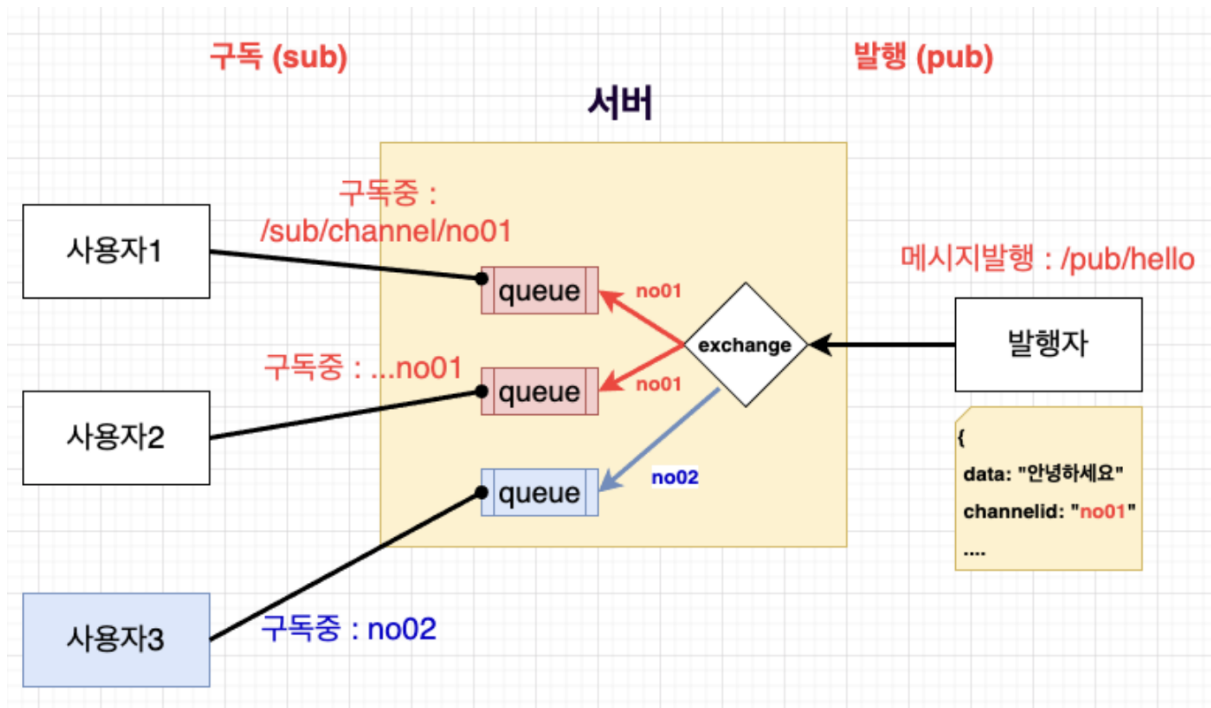 구독 (sub)
발행 (pub)
서버
구독중 :
/sub/channel/no01
사용자1
메시지발행 : /pub/hello
queue
no01
exchange
발행자
구독중 : ...no01
queue
no01
사용자2
{
data: "안녕하세요"
channelid: "no01"
....
queue
no02
구독중 : no02
사용자3